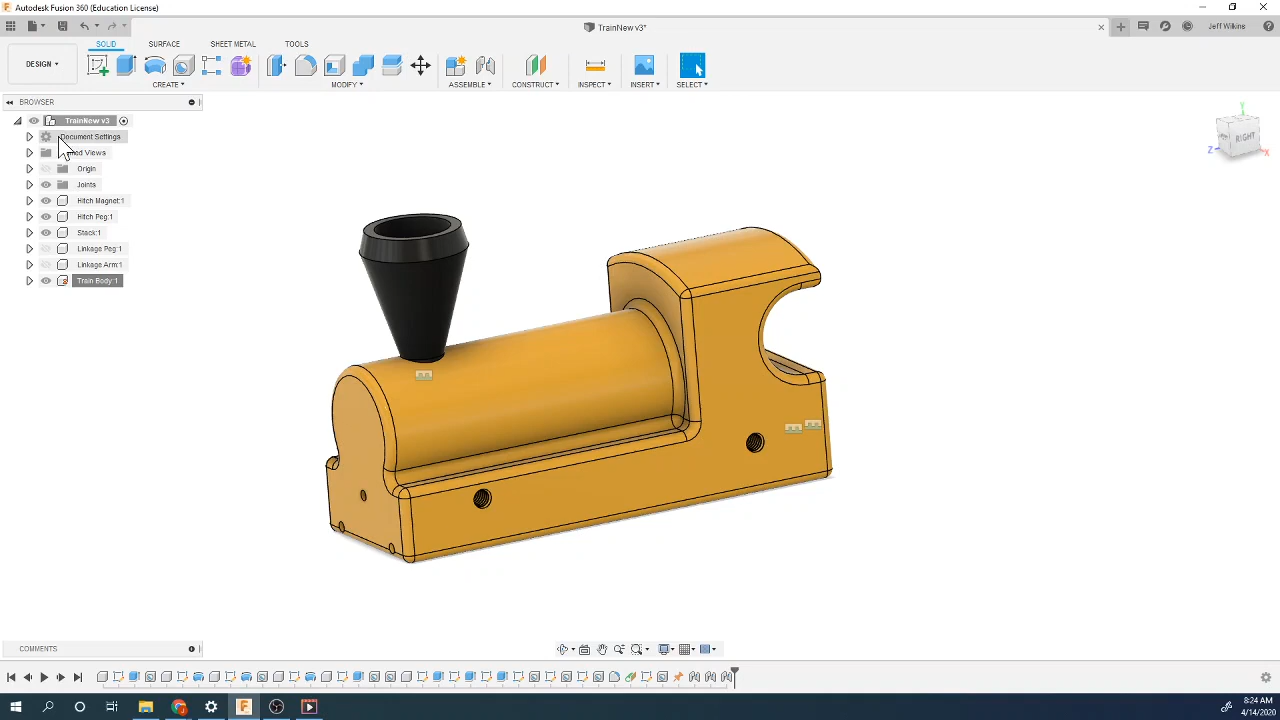 Autodesk Fusion 360 (Education License)
TrainNew v3*
Jeff Wilkins
DESIGN
SOLID
SURFACE
SHEET METAL
TOOLS
CREATE
MODIFY
ASSEMBLE
CONSTRUCT
INSPECT
INSERT
SELECT
BROWSER
TrainNew v3
Document Settings
Views
Origin
Joints
Hitch Magnet:1
Hitch Peg:1
Stack:1
Linkage Peg:1
Linkage Arm:1
Train Body:1
Y
RIGHT
Z
X
COMMENTS
8:24 AM
4/14/2020